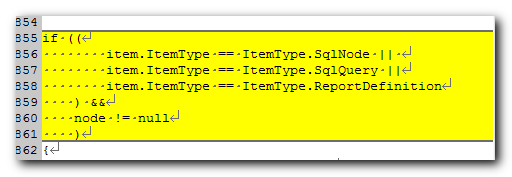 854
855 if ((
856         item.ItemType == ItemType.SqlNode ||
857         item.ItemType == ItemType.SqlQuery ||
858         item.ItemType == ItemType.ReportDefinition
859     ) &&
860     node != null
861     )
862 {